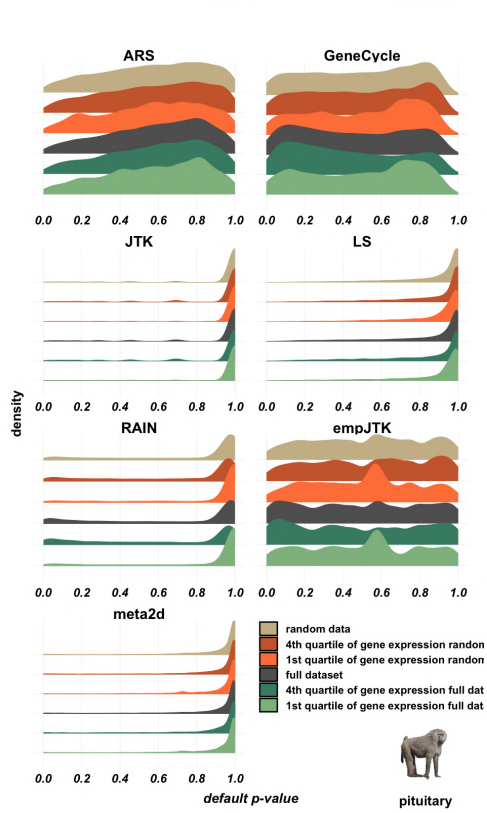 ARS
GeneCycle
0.0 0.2 0.4 0.6 0.8 1.0
0.0 0.2 0.4 0.6 0.8 1.0
JTK
LS
0.0 0.2 0.4 0.6 0.8 1.0
0.0 0.2 0.4 0.6 0.8 1.0
density
RAIN
empJTK
0.0 0.2 0.4 0.6 0.8 1.0
0.0 0.2 0.4 0.6 0.8 1.0
meta2d
0.0 0.2 0.4 0.6 0.8 1.0
default p-value
random data
4th quartile of gene expression random
1st quartile of gene expression random
full dataset
4th quartile of gene expression full dat
1st quartile of gene expression full dat
pituitary